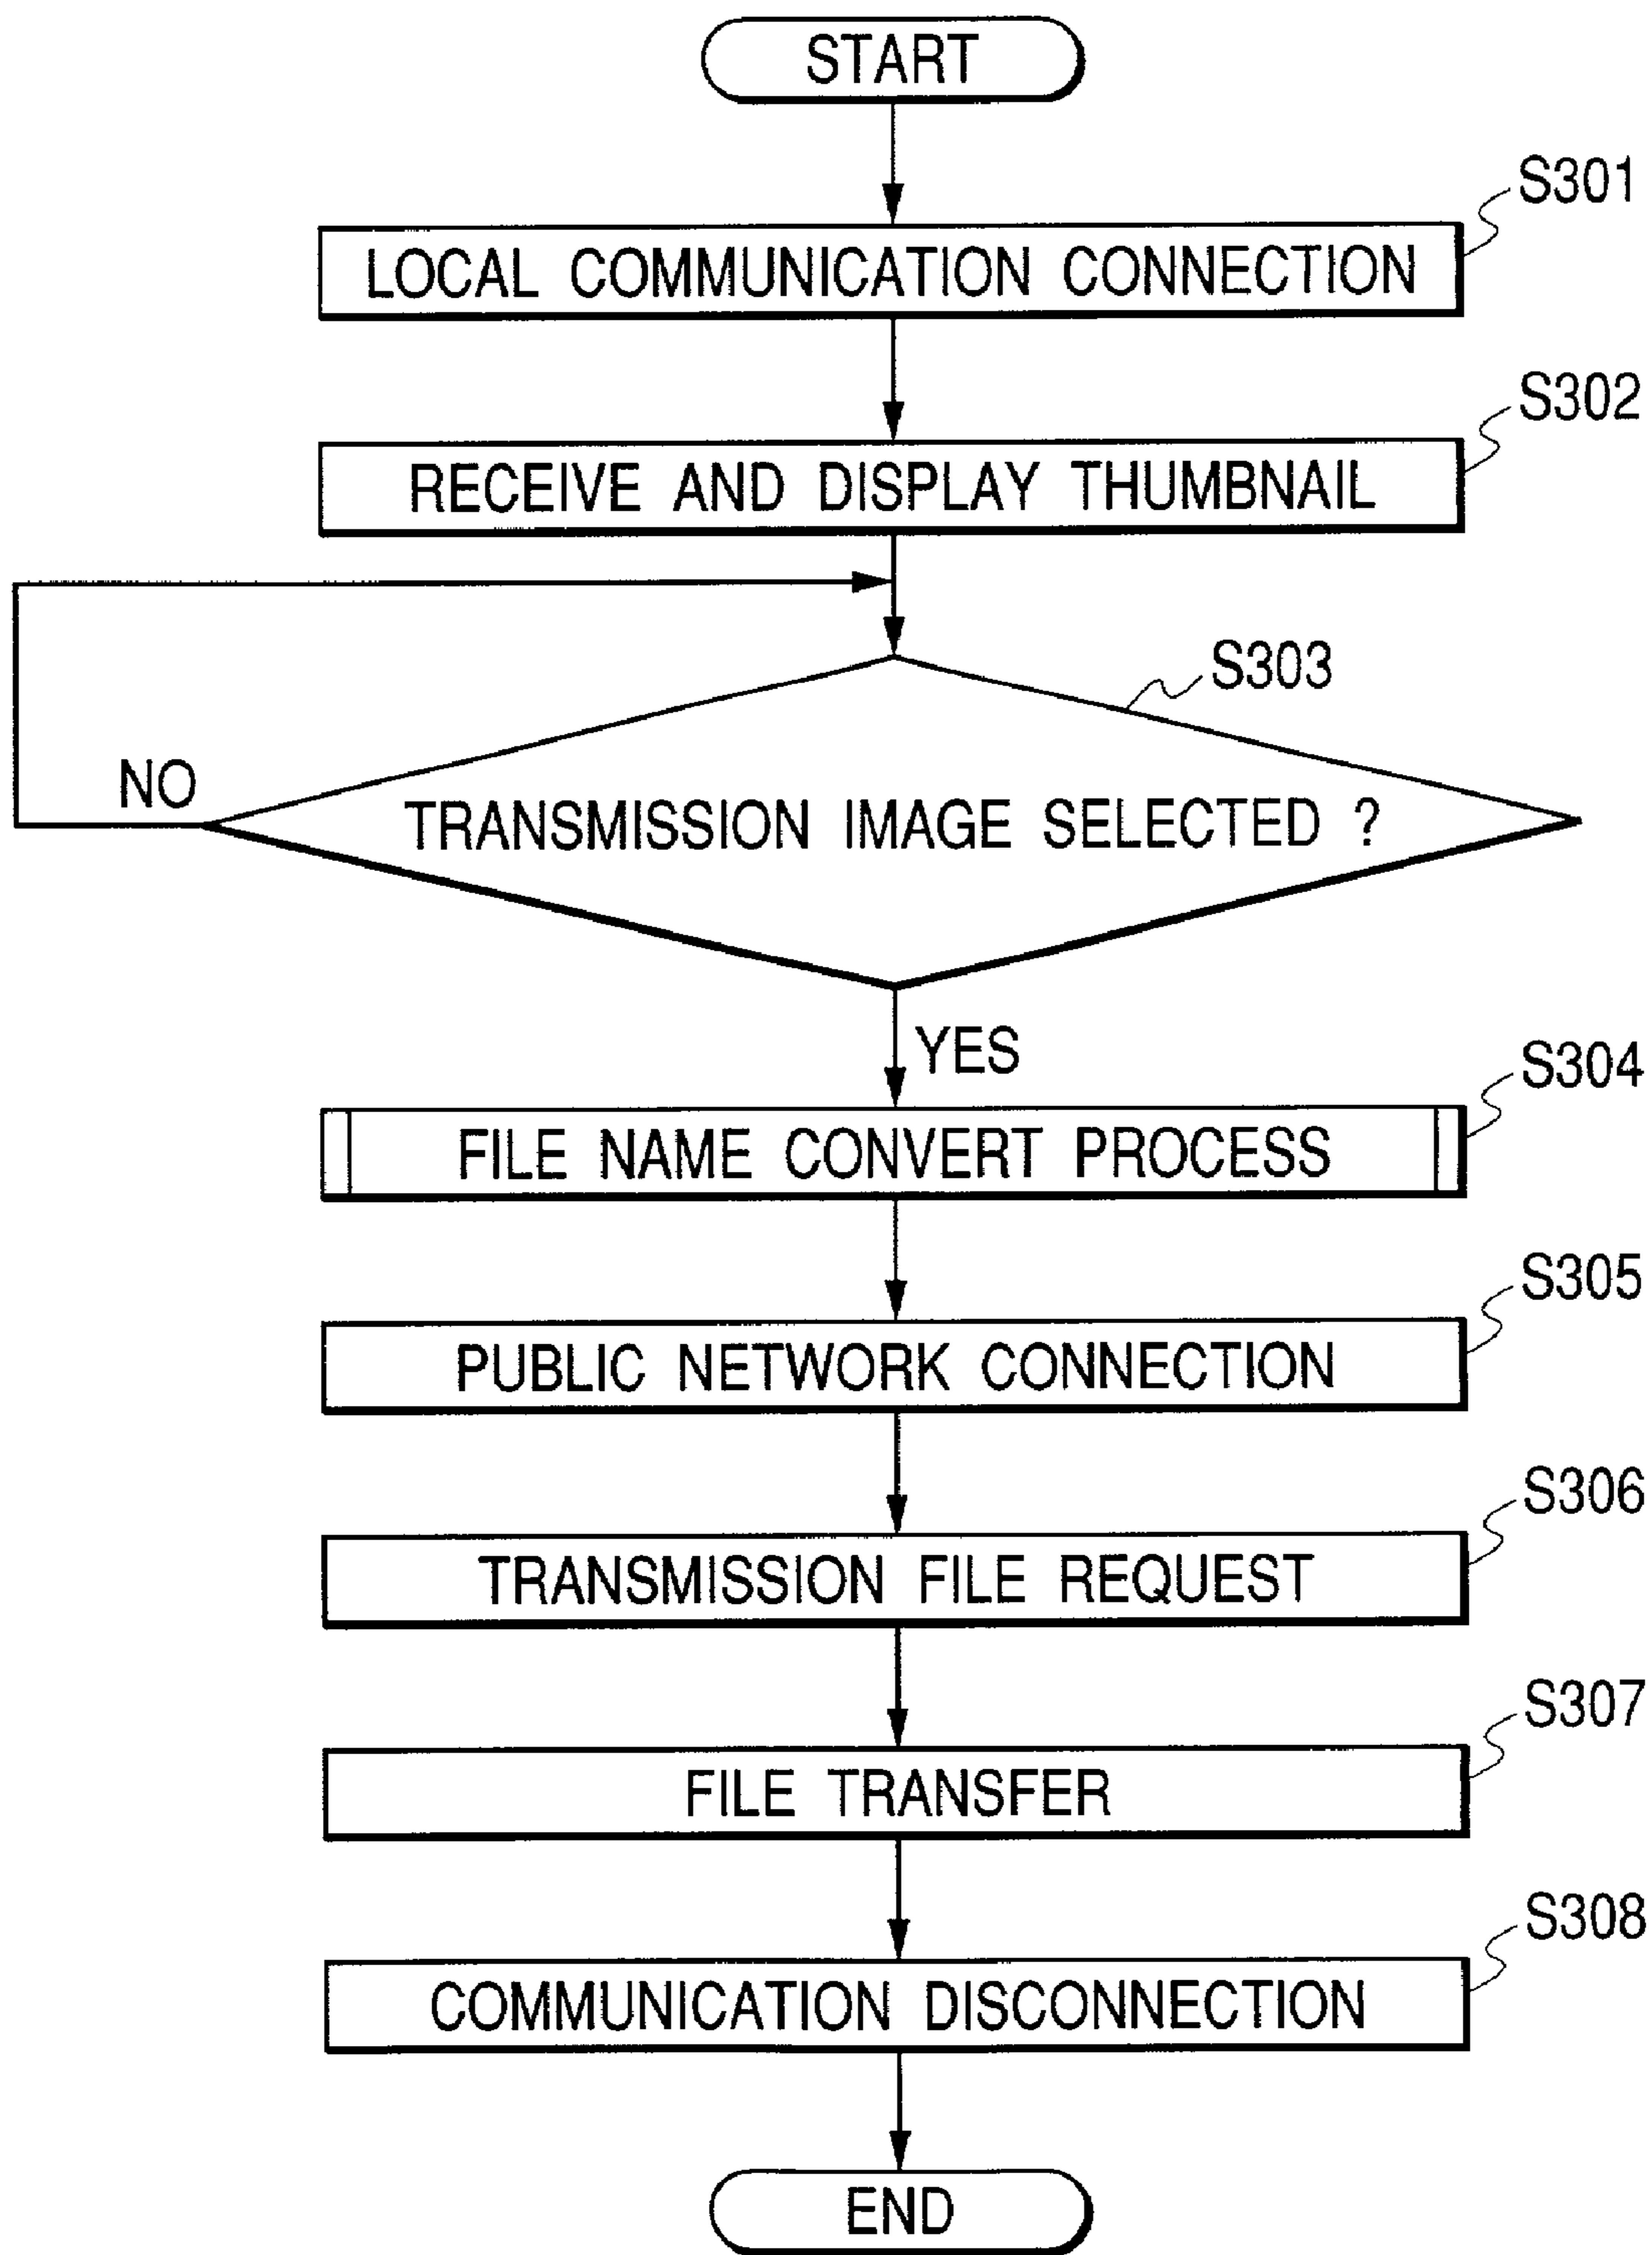 START
S301
LOCAL COMMUNICATION CONNECTION
S302
RECEIVE AND DISPLAY THUMBNAIL
S303
NO
TRANSMISSION IMAGE SELECTED ?
YES
S304
FILE NAME CONVERT PROCESS
S305
PUBLIC NETWORK CONNECTION
S306
TRANSMISSION FILE REQUEST
S307
FILE TRANSFER
S308
COMMUNICATION DISCONNECTION
END